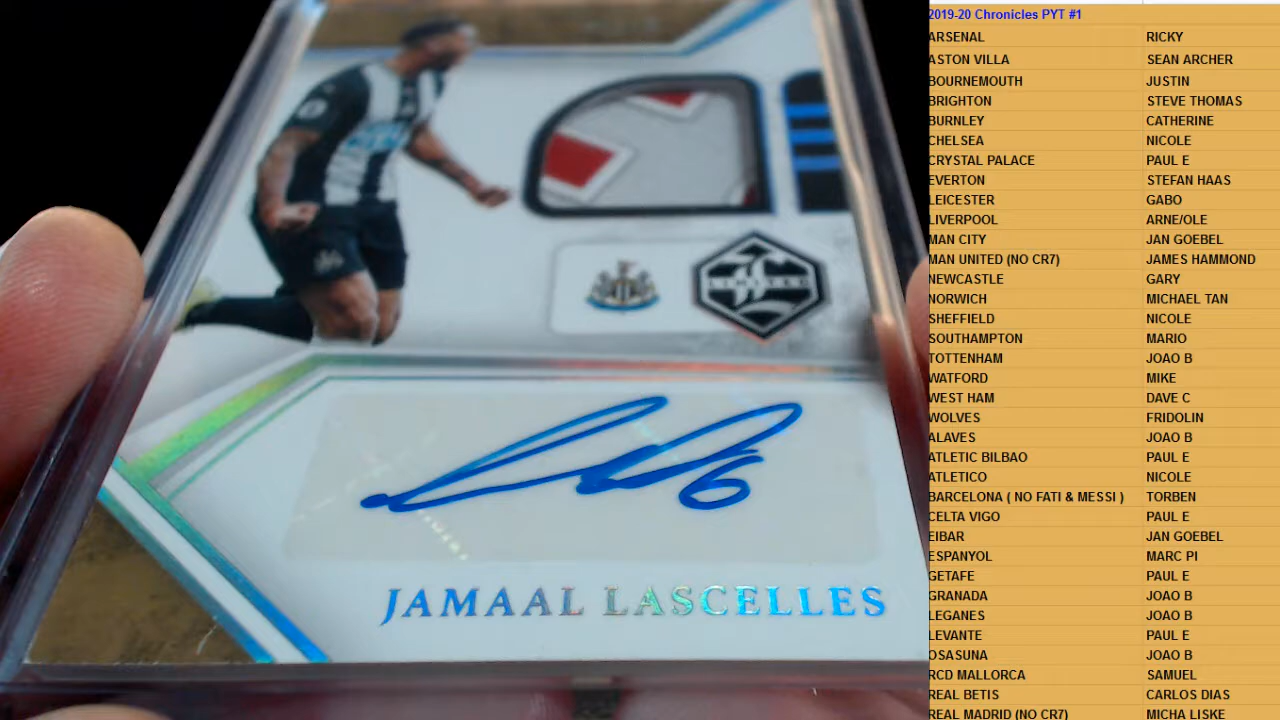 LIMITED
JAMAAL LASCELLES
2019-20 Chronicles PYT #1
ARSENAL RICKY
ASTON VILLA SEAN ARCHER
BOURNEMOUTH JUSTIN
BRIGHTON STEVE THOMAS
BURNLEY CATHERINE
CHELSEA NICOLE
CRYSTAL PALACE PAUL E
EVERTON STEFAN HAAS
LEICESTER GABO
LIVERPOOL ARNE/OLE
MAN CITY JAN GOEBEL
MAN UNITED (NO CR7) JAMES HAMMOND
NEWCASTLE GARY
NORWICH MICHAEL TAN
SHEFFIELD NICOLE
SOUTHAMPTON MARIO
TOTTENHAM JOAO B
WATFORD MIKE
WEST HAM DAVE C
WOLVES FRIDOLIN
ALAVES JOAO B
ATLETIC BILBAO PAUL E
ATLETICO NICOLE
BARCELONA ( NO FATI & MESSI ) TORBEN
CELTA VIGO PAUL E
EIBAR JAN GOEBEL
ESPANYOL MARC PI
GETAFE PAUL E
GRANADA JOAO B
LEGANES JOAO B
LEVANTE PAUL E
OSASUNA JOAO B
RCD MALLORCA SAMUEL
REAL BETIS CARLOS DIAS
REAL MADRID (NO CR7) MICHA LISKE